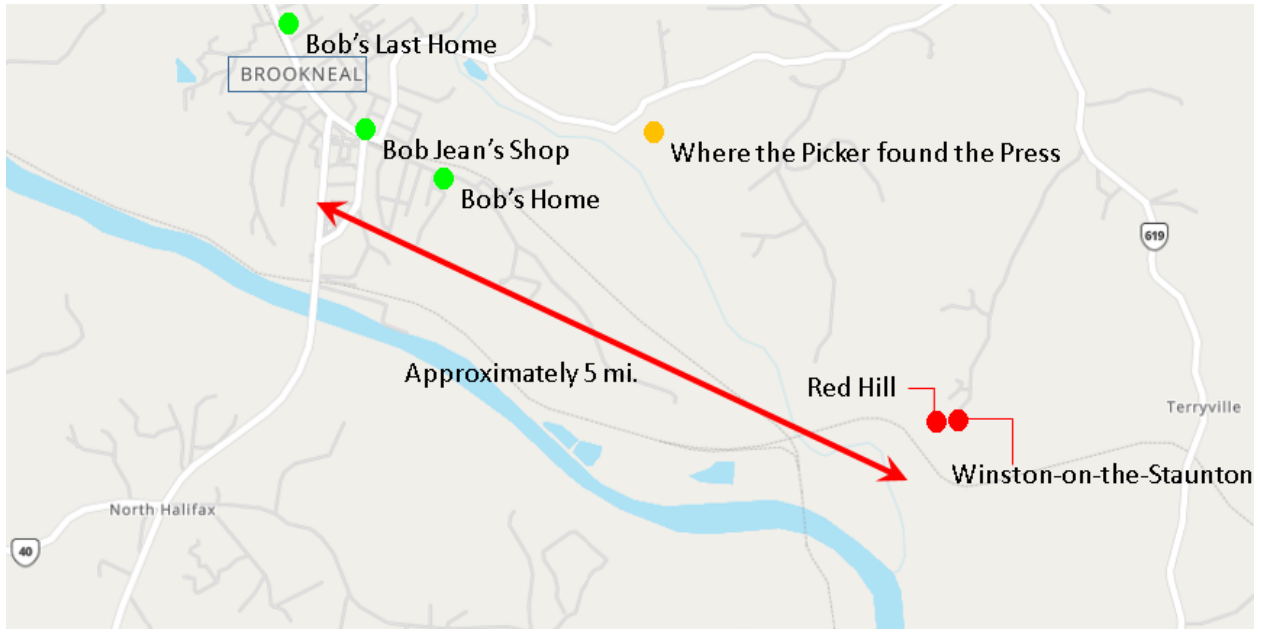 Bob’s Last Home
BROOKNEAL
Bob Jean’s Shop
Where the Picker found the Press
Bob’s Home
619
Approximately 5 mi.
Red Hill
Terryville
Winston-on-the-Staunton
North Halifax
40